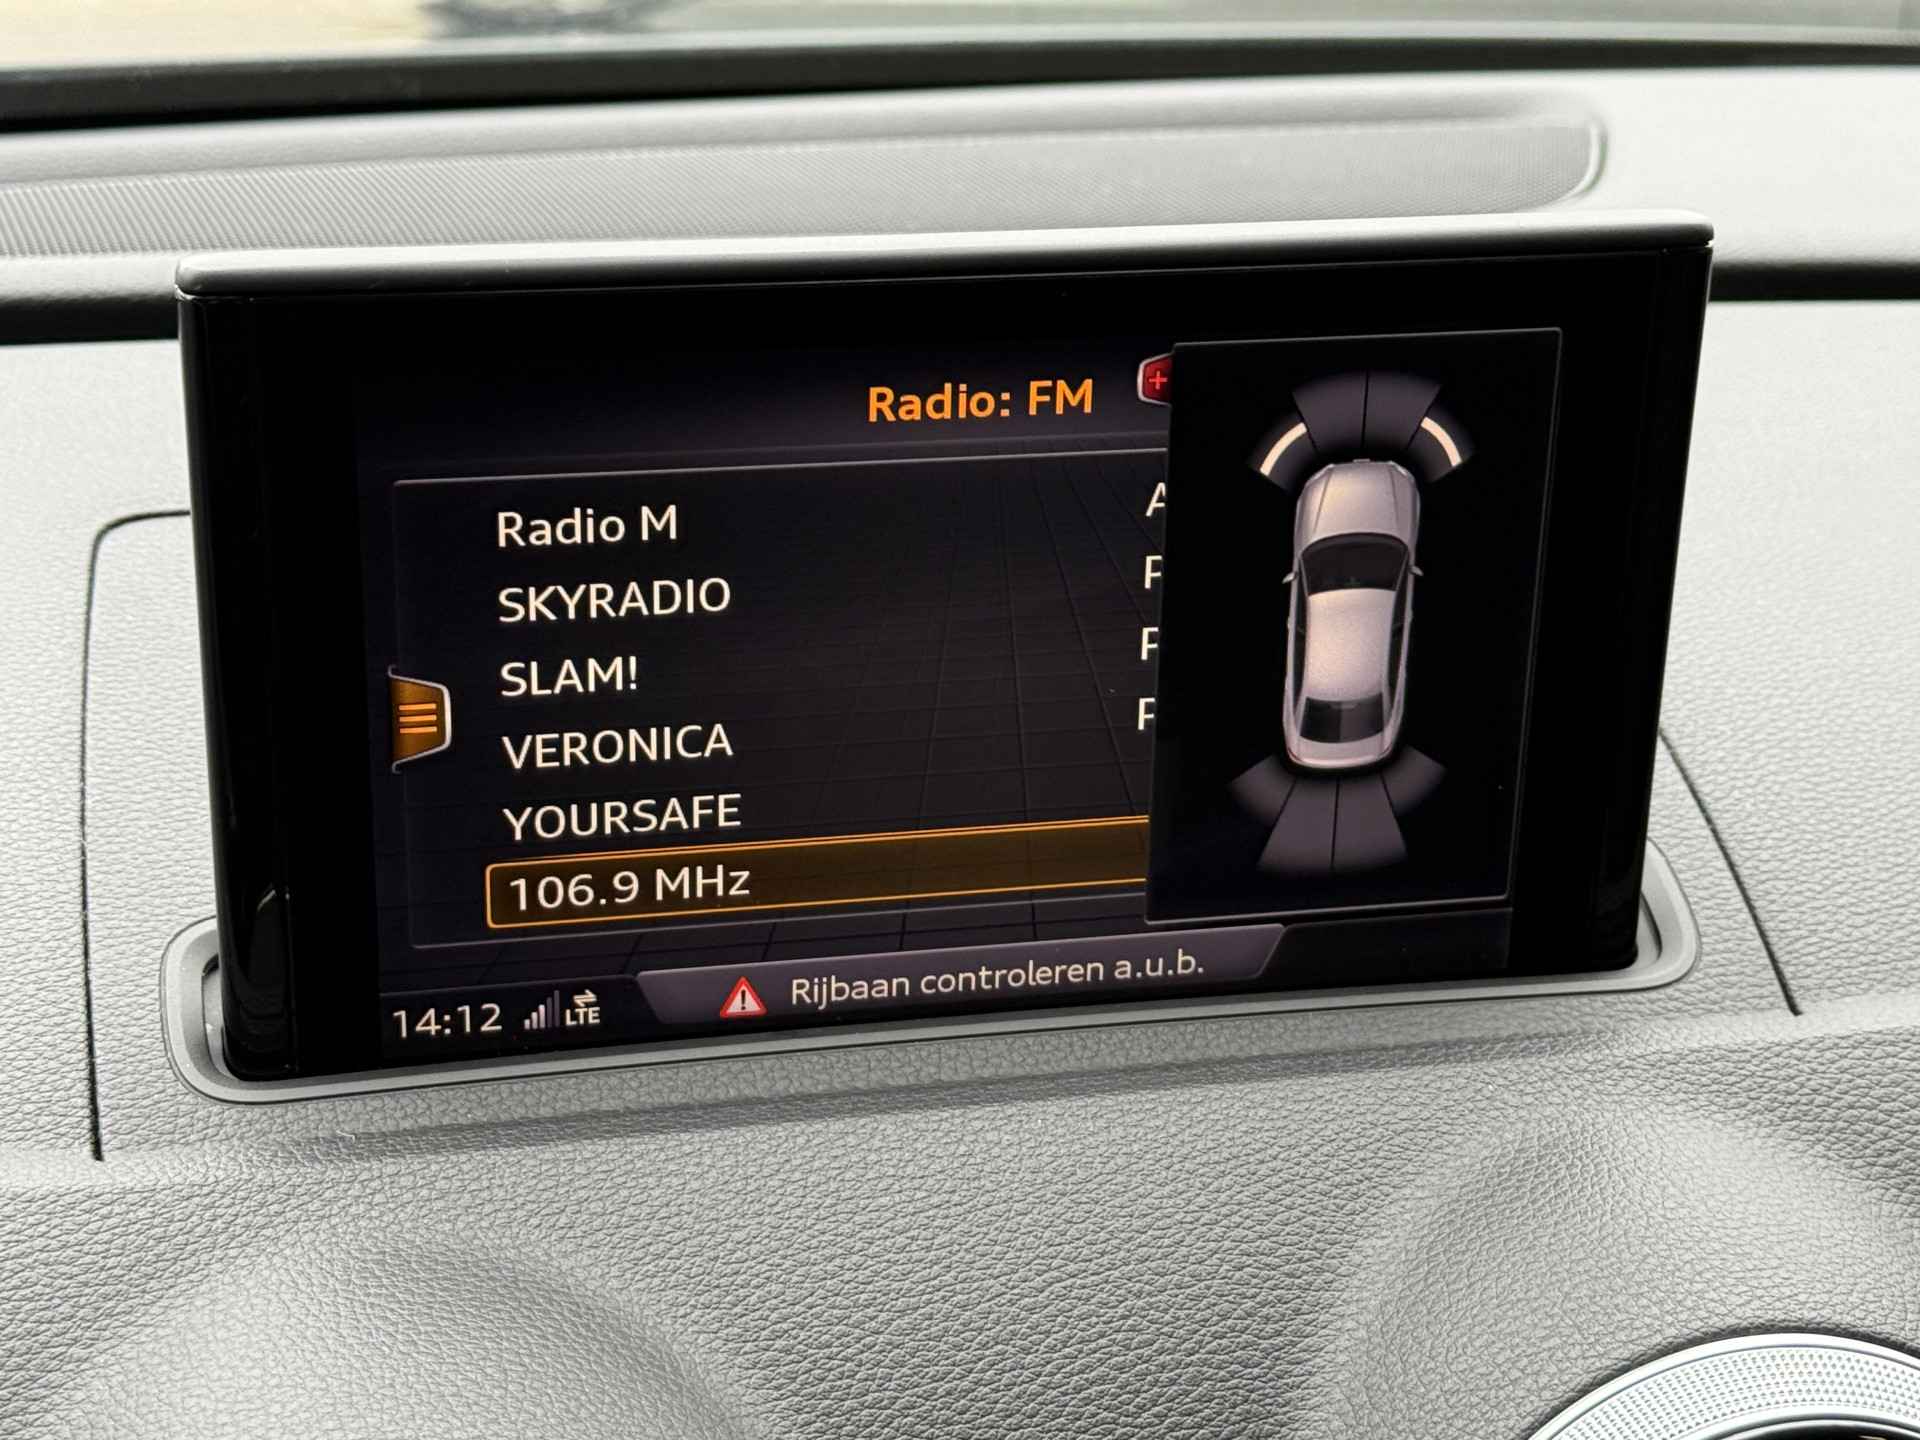 Radio: FM
Radio M
SKYRADIO
SLAM!
VERONICA
YOURSAFE
106.9 MHz
14:12 LTE
Rijbaan controleren a.u.b.